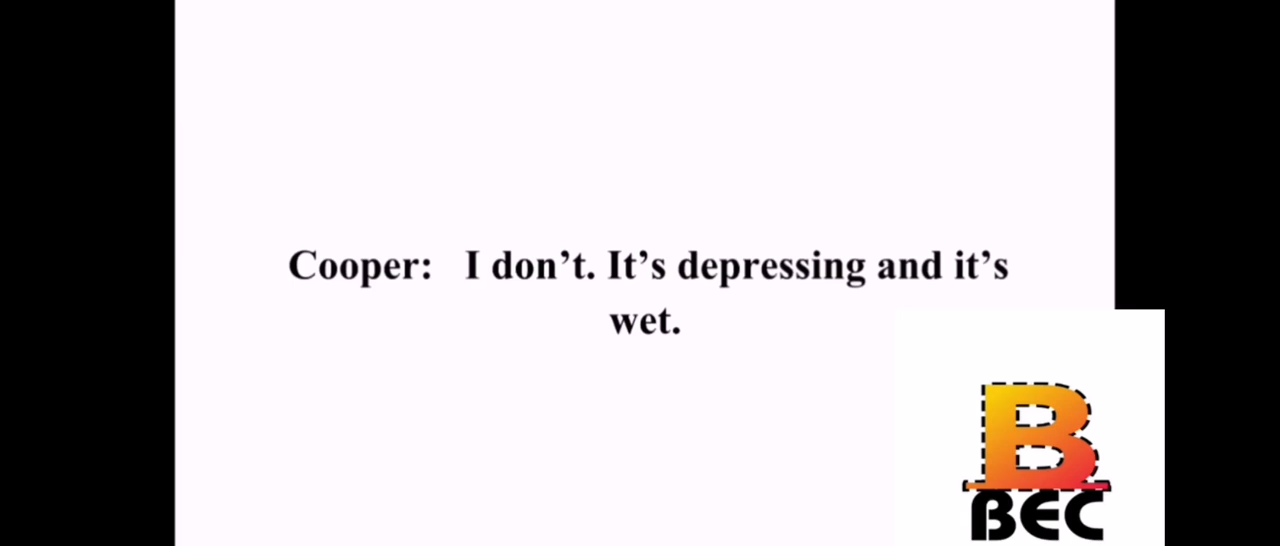 Cooper: I don’t. It’s depressing and it’s
wet.
B
BEC